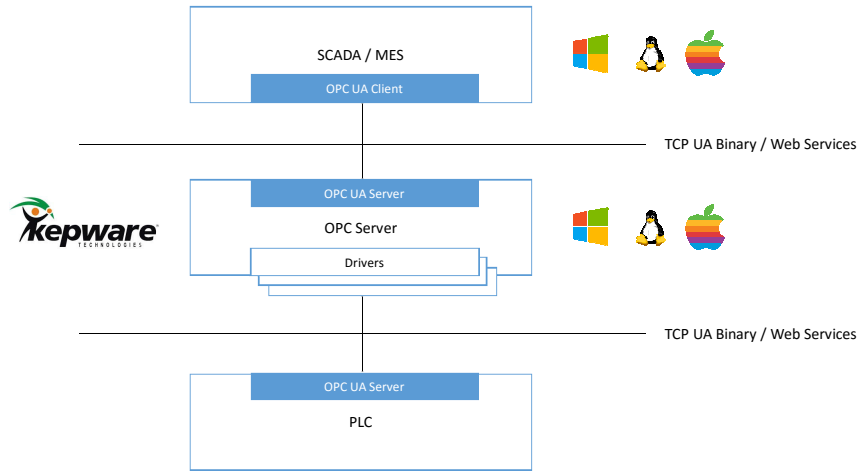 SCADA / MES
OPC UA Client
TCP UA Binary / Web Services
OPC UA Server
kepware
TECHNOLOGIES
OPC Server
Drivers
TCP UA Binary / Web Services
OPC UA Server
PLC